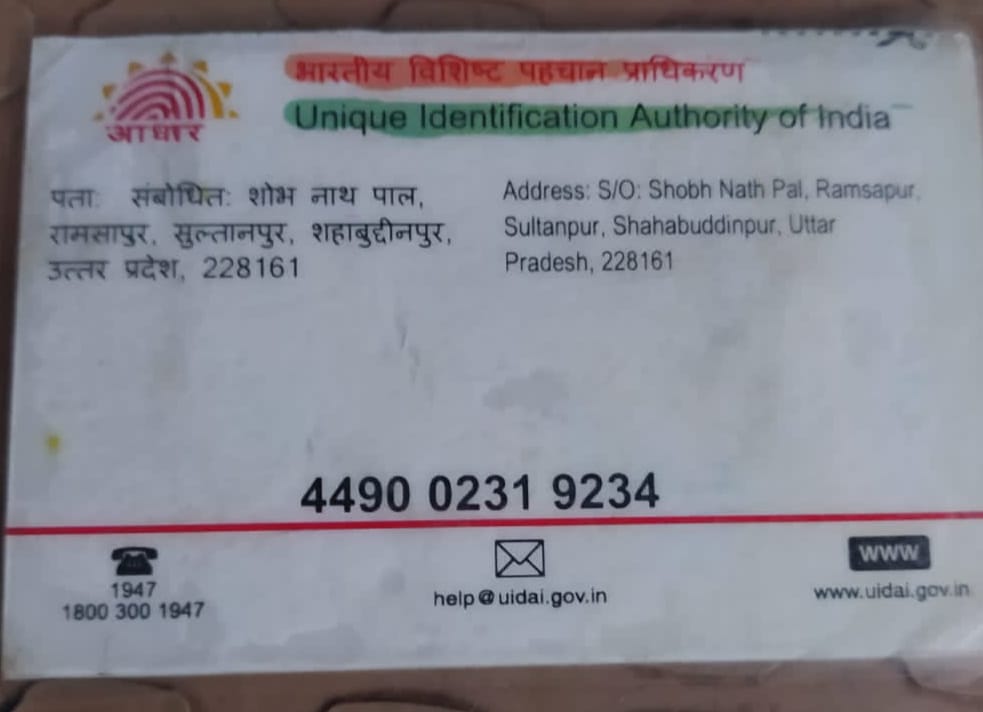 आधार
भारतीय विशिष्ट पहचान प्राधिकरण
Unique Identification Authority of India
पताः संबोधितः शोभ नाथ पाल,
रामसापुर, सुल्तानपुर, शहाबुद्दीनपुर,
उत्तर प्रदेश, 228161
Address: S/O: Shobh Nath Pal, Ramsapur,
Sultanpur, Shahabuddinpur, Uttar
Pradesh, 228161
4490 0231 9234
1947
1800 300 1947
help@uidai.gov.in
www
www.uidai.gov.in